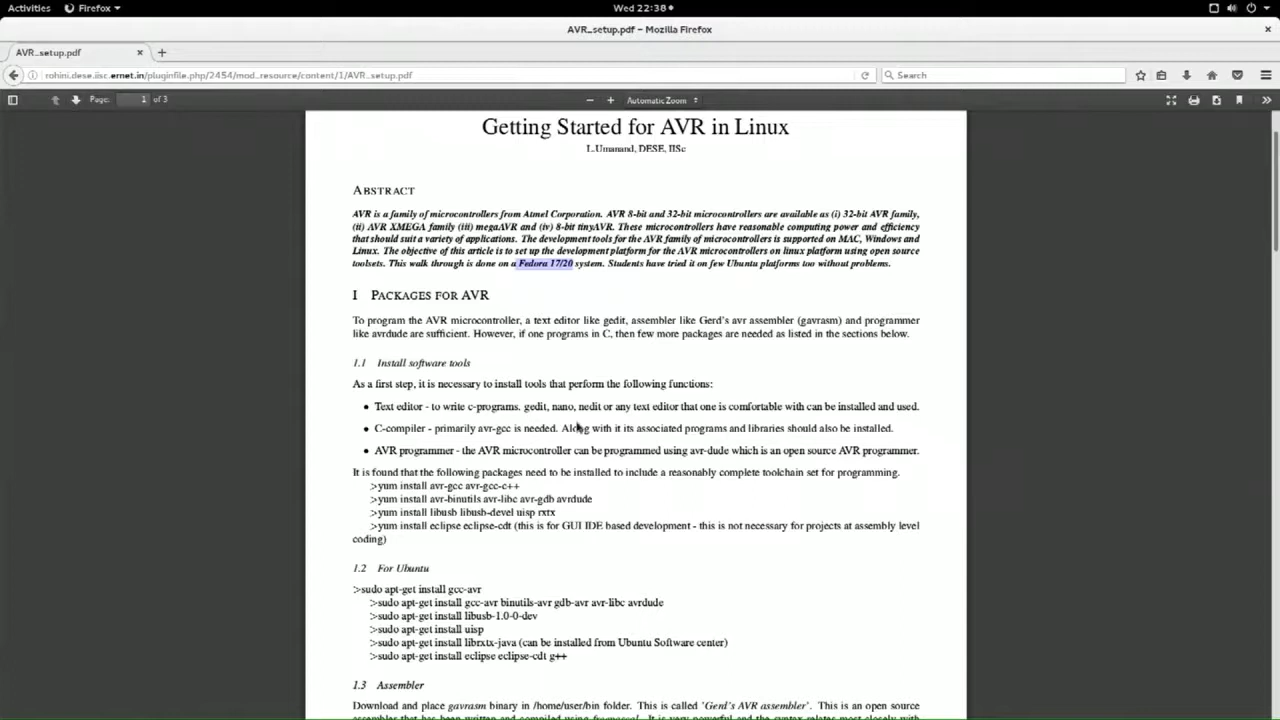 Activities Firefox Wed 22:38
AVR_setup.pdf – Mozilla Firefox
AVR_setup.pdf
rohini.dese.iisc.ernet.in/pluginfile.php/2454/mod_resource/content/1/AVR_setup.pdf Search
Page: 1 of 3 Automatic Zoom
Getting Started for AVR in Linux
L.Umanand, DESE, IISc
ABSTRACT
AVR is a family of microcontrollers from Atmel Corporation. AVR 8-bit and 32-bit microcontrollers are available as (i) 32-bit AVR family,
(ii) AVR XMEGA family (iii) megaAVR and (iv) 8-bit tinyAVR. These microcontrollers have reasonable computing power and efficiency
that should suit a variety of applications. The development tools for the AVR family of microcontrollers is supported on MAC, Windows and
Linux. The objective of this article is to set up the development platform for the AVR microcontrollers on linux platform using open source
toolsets. This walk through is done on a Fedora 17/20 system. Students have tried it on few Ubuntu platforms too without problems.
I PACKAGES FOR AVR
To program the AVR microcontroller, a text editor like gedit, assembler like Gerd's avr assembler (gavrasm) and programmer
like avrdude are sufficient. However, if one programs in C, then few more packages are needed as listed in the sections below.
1.1 Install software tools
As a first step, it is necessary to install tools that perform the following functions:
• Text editor - to write c-programs. gedit, nano, nedit or any text editor that one is comfortable with can be installed and used.
• C-compiler - primarily avr-gcc is needed. Along with it its associated programs and libraries should also be installed.
• AVR programmer - the AVR microcontroller can be programmed using avr-dude which is an open source AVR programmer.
It is found that the following packages need to be installed to include a reasonably complete toolchain set for programming.
>yum install avr-gcc avr-gcc-c++
>yum install avr-binutils avr-libc avr-gdb avrdude
>yum install libusb libusb-devel uisp rxtx
>yum install eclipse eclipse-cdt (this is for GUI IDE based development - this is not necessary for projects at assembly level
coding)
1.2 For Ubuntu
>sudo apt-get install gcc-avr
>sudo apt-get install gcc-avr binutils-avr gdb-avr avr-libc avrdude
>sudo apt-get install libusb-1.0-0-dev
>sudo apt-get install uisp
>sudo apt-get install librxtx-java (can be installed from Ubuntu Software center)
>sudo apt-get install eclipse eclipse-cdt g++
1.3 Assembler
Download and place gavrasm binary in /home/user/bin folder. This is called 'Gerd's AVR assembler'. This is an open source
assembler that has been written and compiled using freepascal. It is very powerful and the syntax relates most closely with